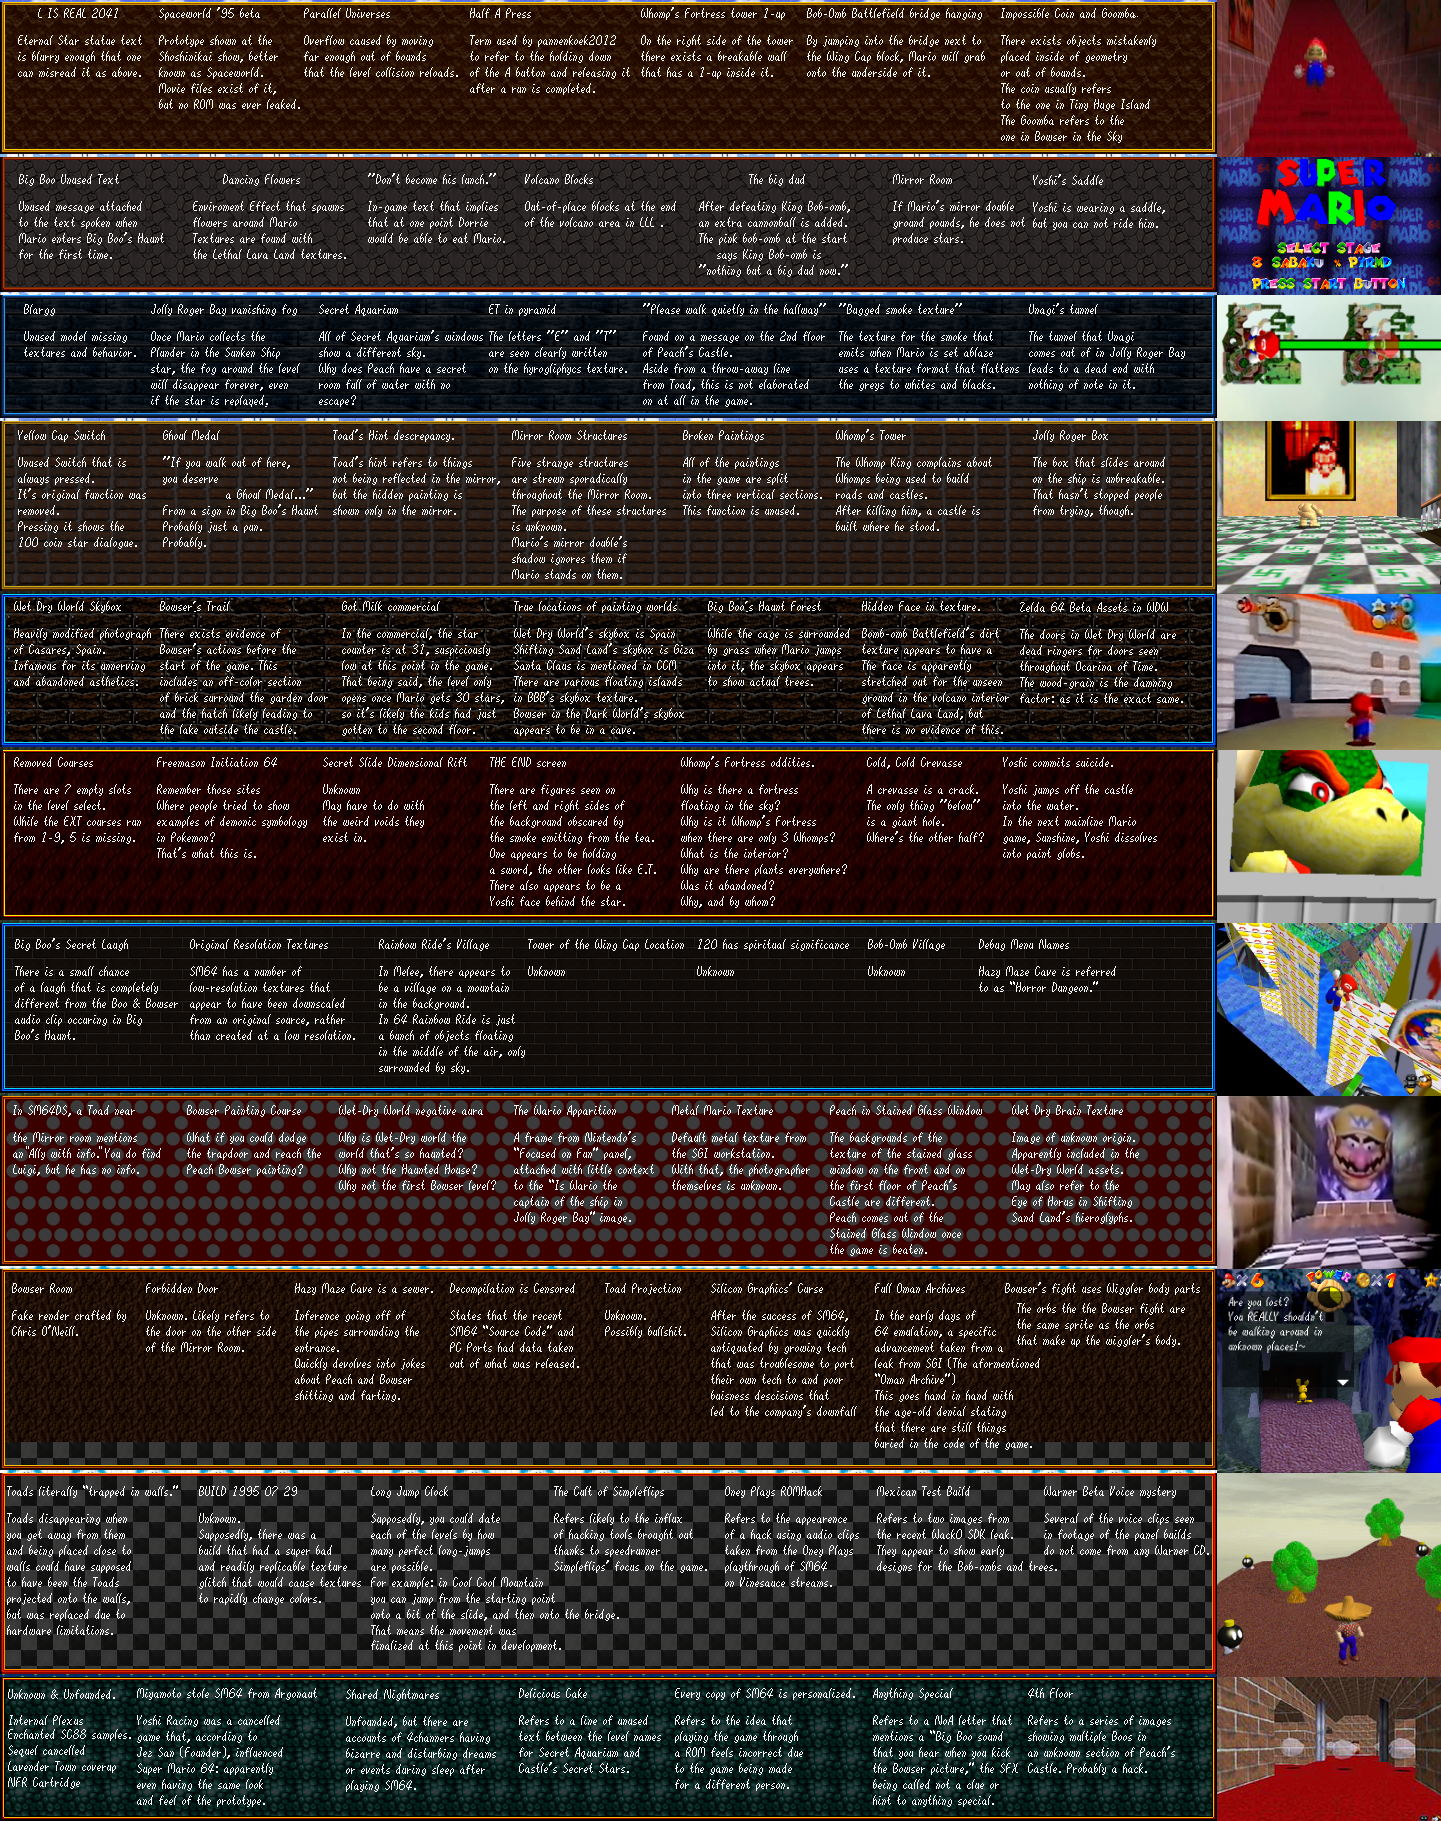 L IS REAL 2041
Eternal Star statue text
is blurry enough that one
can misread it as above.
Spaceworld '95 beta
Prototype shown at the
Shoshinkai show, better
known as Spaceworld.
Movie files exist of it,
but no ROM was ever leaked.
Parallel Universes
Overflow caused by moving
far enough out of bounds
that the level collision reloads.
Half A Press
Term used by pannenkoek2012
to refer to the holding down
of the A button and releasing it
after a run is completed.
Whomp's Fortress tower 1-up
On the right side of the tower
there exists a breakable wall
that has a 1-up inside it.
Bob-Omb Battlefield bridge hanging
By jumping into the bridge next to
the Wing Cap block, Mario will grab
onto the underside of it.
Impossible Coin and Goomba.
There exists objects mistakenly
placed inside of geometry
or out of bounds.
The coin usually refers
to the one in Tiny Huge Island
The Goomba refers to the
one in Bowser in the Sky
Big Boo Unused Text
Unused message attached
to the text spoken when
Mario enters Big Boo's Haunt
for the first time.
Dancing Flowers
Enviroment Effect that spawns
flowers around Mario
Textures are found with
the Lethal Lava Land textures.
"Don't become his lunch."
In-game text that implies
that at one point Dorrie
would be able to eat Mario.
Volcano Blocks
Out-of-place blocks at the end
of the volcano area in LLL .
The big dud
After defeating King Bob-omb,
an extra cannonball is added.
The pink bob-omb at the start
says King Bob-omb is
"nothing but a big dud now."
Mirror Room
If Mario's mirror double
ground pounds, he does not
produce stars.
Yoshi's Saddle
Yoshi is wearing a saddle,
but you can not ride him.
SUPER
MARIO
SELECT STAGE
8 SABAKU % PYRMD
PRESS START BUTTON
Blargg
Unused model missing
textures and behavior.
Jolly Roger Bay vanishing fog
Once Mario collects the
Plunder in the Sunken Ship
star, the fog around the level
will disappear forever, even
if the star is replayed.
Secret Aquarium
All of Secret Aquarium's windows
show a different sky.
Why does Peach have a secret
room full of water with no
escape?
ET in pyramid
The letters "E" and "T"
are seen clearly written
on the hyrogliphycs texture.
"Please walk quietly in the hallway"
Found on a message on the 2nd floor
of Peach's Castle.
Aside from a throw-away line
from Toad, this is not elaborated
on at all in the game.
"Bugged smoke texture"
The texture for the smoke that
emits when Mario is set ablaze
uses a texture format that flattens
the greys to whites and blacks.
Unagi's tunnel
The tunnel that Unagi
comes out of in Jolly Roger Bay
leads to a dead end with
nothing of note in it.
Yellow Cap Switch
Unused Switch that is
always pressed.
It's original function was
removed.
Pressing it shows the
100 coin star dialogue.
Ghoul Medal
"If you walk out of here,
you deserve
a Ghoul Medal..."
From a sign in Big Boo's Haunt
Probably just a pun.
Probably.
Toad's Hint descrepancy.
Toad's hint refers to things
not being reflected in the mirror,
but the hidden painting is
shown only in the mirror.
Mirror Room Structures
Five strange structures
are strewn sporadically
throughout the Mirror Room.
The purpose of these structures
is unknown.
Mario's mirror double's
shadow ignores them if
Mario stands on them.
Broken Paintings
All of the paintings
in the game are split
into three vertical sections.
This function is unused.
Whomp's Tower
The Whomp King complains about
Whomps being used to build
roads and castles.
After killing him, a castle is
built where he stood.
Jolly Roger Box
The box that slides around
on the ship is unbreakable.
That hasn't stopped people
from trying, though.
Wet Dry World Skybox
Heavily modified photograph
of Casares, Spain.
Infamous for its unnerving
and abandoned asthetics.
Bowser's Trail
There exists evidence of
Bowser's actions before the
start of the game. This
includes an off-color section
of brick surround the garden door
and the hatch likely leading to
the lake outside the castle.
Got Milk commercial
In the commercial, the star
counter is at 31, suspiciously
low at this point in the game.
That being said, the level only
opens once Mario gets 30 stars,
so it's likely the kids had just
gotten to the second floor.
True locations of painting worlds
Wet Dry World's skybox is Spain
Shifting Sand Land's skybox is Giza
Santa Claus is mentioned in CCM
There are various floating islands
in BBB's skybox texture.
Bowser in the Dark World's skybox
appears to be in a cave.
Big Boo's Haunt Forest
While the cage is surrounded
by grass when Mario jumps
into it, the skybox appears
to show actual trees.
Hidden Face in texture.
Bomb-omb Battlefield's dirt
texture appears to have a
The face is apparently
stretched out for the unseen
ground in the volcano interior
of Lethal Lava Land, but
there is no evidence of this.
Zelda 64 Beta Assets in WDW
The doors in Wet Dry World are
dead ringers for doors seen
throughout Ocarina of Time.
The wood-grain is the damning
factor: as it is the exact same.
Removed Courses
There are 7 empty slots
in the level select.
While the EXT courses run
from 1-9, 5 is missing.
Freemason Initiation 64
Remember those sites
Where people tried to show
examples of demonic symbology
in Pokemon?
That's what this is.
Secret Slide Dimensional Rift
Unknown
May have to do with
the weird voids they
exist in.
THE END screen
There are figures seen on
the left and right sides of
the background obscured by
the smoke emitting from the tea.
One appears to be holding
a sword, the other looks like E.T.
There also appears to be a
Yoshi face behind the star.
Whomp's Fortress oddities.
Why is there a fortress
floating in the sky?
Why is it Whomp's Fortress
when there are only 3 Whomps?
What is the interior?
Why are there plants everywhere?
Was it abandoned?
Why, and by whom?
Cold, Cold Crevasse
A crevasse is a crack.
The only thing "below"
is a giant hole.
Where's the other half?
Yoshi commits suicide.
Yoshi jumps off the castle
into the water.
In the next mainline Mario
game, Sunshine, Yoshi dissolves
into paint globs.
Big Boo's Secret Laugh
There is a small chance
of a laugh that is completely
different from the Boo & Bowser
audio clip occuring in Big
Boo's Haunt.
Original Resolution Textures
SM64 has a number of
low-resolution textures that
appear to have been downscaled
from an original source, rather
than created at a low resolution.
Rainbow Ride's Village
In Melee, there appears to
be a village on a mountain
in the background.
In 64 Rainbow Ride is just
a bunch of objects floating
in the middle of the air, only
surrounded by sky.
Tower of the Wing Cap Location
Unknown
120 has spiritual significance
Unknown
Bob-Omb Village
Unknown
Debug Menu Names
Hazy Maze Cave is referred
to as "Horror Dungeon."
In SM64DS, a Toad near
the Mirror room mentions
an "Ally with info." You do find
Luigi, but he has no info.
Bowser Painting Course
What if you could dodge
the trapdoor and reach the
Peach Bowser painting?
Wet-Dry World negative aura
Why is Wet-Dry world the
world that's so haunted?
Why not the Haunted House?
Why not the first Bowser level?
The Wario Apparition
A frame from Nintendo's
"Focused on Fun" panel,
attached with little context
to the "Is Wario the
captain of the ship in
Jolly Roger Bay" image.
Metal Mario Texture
Default metal texture from
the SGI workstation.
With that, the photographer
themselves is unknown.
Peach in Stained Glass Window
The backgrounds of the
texture of the stained glass
window on the front and on
the first floor of Peach's
Castle are different.
Peach comes out of the
Stained Glass Window once
the game is beaten.
Wet Dry Brain Texture
Image of unknown origin.
Apparently included in the
Wet-Dry World assets.
May also refer to the
Eye of Horus in Shifting
Sand Land's hieroglyphs.
Bowser Room
Fake render crafted by
Chris O'Neill.
Forbidden Door
Unknown. Likely refers to
the door on the other side
of the Mirror Room.
Hazy Maze Cave is a sewer.
Inference going off of
the pipes surrounding the
entrance.
Quickly devolves into jokes
about Peach and Bowser
shitting and farting.
Decompilation is Censored
States that the recent
SM64 "Source Code" and
PC Ports had data taken
out of what was released.
Toad Projection
Unknown.
Possibly bullshit.
Silicon Graphics' Curse
After the success of SM64,
Silicon Graphics was quickly
antiquated by growing tech
that was troublesome to port
their own tech to and poor
buisness descisions that
led to the company's downfall
Full Oman Archives
In the early days of
64 emulation, a specific
advancement taken from a
leak from SGI (The aformentioned
"Oman Archive")
This goes hand in hand with
the age-old denial stating
that there are still things
buried in the code of the game.
Bowser's fight uses Wiggler body parts
The orbs the the Bowser fight are
the same sprite as the orbs
that make up the wiggler's body.
×6
POWER
×1
Are you lost?
You REALLY shouldn't
be walking around in
unknown places!~
Toads literally "trapped in walls."
Toads disappearing when
you get away from them
and being placed close to
walls could have supposed
to have been the Toads
projected onto the walls,
but was replaced due to
hardware limitations.
BUILD 1995 07 29
Unknown.
Supposedly, there was a
build that had a super bad
and readily replicable texture
glitch that would cause textures
to rapidly change colors.
Long Jump Clock
Supposedly, you could date
each of the levels by how
many perfect long-jumps
are possible.
For example: in Cool Cool Mountain
you can jump from the starting point
onto a bit of the slide, and then onto the bridge.
That means the movement was
finalized at this point in development.
The Cult of Simpleflips
Refers likely to the influx
of hacking tools brought out
thanks to speedrunner
Simpleflips' focus on the game.
Oney Plays ROMHack
Refers to the appearance
of a hack using audio clips
taken from the Oney Plays
playthrough of SM64
on Vinesauce streams.
Mexican Test Build
Refers to two images from
the recent WackO SDK leak.
They appear to show early
designs for the Bob-ombs and trees.
Warner Beta Voice mystery
Several of the voice clips seen
in footage of the panel builds
do not come from any Warner CD.
Unknown & Unfounded.
Internal Plexus
Enchanted SC88 samples.
Sequel cancelled
Lavender Town coverup
NFR Cartridge
Miyamoto stole SM64 from Argonaut
Yoshi Racing was a cancelled
game that, according to
Jez San (Founder), influenced
Super Mario 64: apparently
even having the same look
and feel of the prototype.
Shared Nightmares
Unfounded, but there are
accounts of 4channers having
bizarre and disturbing dreams
or events during sleep after
playing SM64.
Delicious Cake
Refers to a line of unused
text between the level names
for Secret Aquarium and
Castle's Secret Stars.
Every copy of SM64 is personalized.
Refers to the idea that
playing the game through
a ROM feels incorrect due
to the game being made
for a different person.
Anything Special
Refers to a NoA letter that
mentions a "Big Boo sound
that you hear when you kick
the Bowser picture," the SFX
being called not a clue or
hint to anything special.
4th Floor
Refers to a series of images
showing multiple Boos in
an unknown section of Peach's
Castle. Probably a hack.